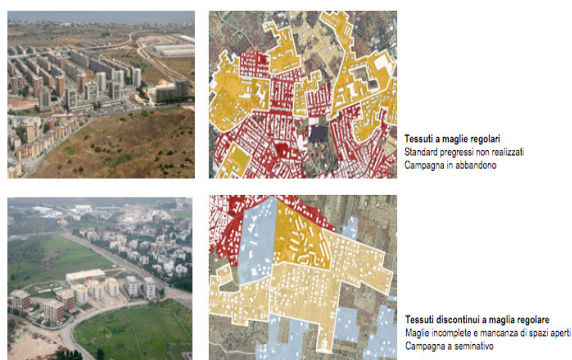 Tessuti a maglie regolari
Standard pregressi non realizzati
Campagna in abbandono
Tessuti discontinui a maglia regolare
Maglie incomplete e mancanza di spazi aperti
Campagna a seminativo